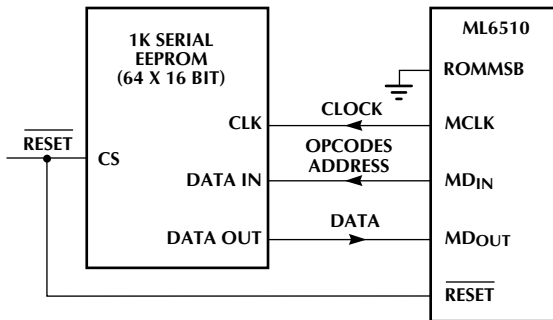 1K SERIAL
EEPROM
(64 X 16 BIT)
ML6510
ROMMSB
CLOCK
CLK
MCLK
RESET
CS
OPCODES
ADDRESS
DATA IN
MDIN
DATA
DATA OUT
MDOUT
RESET